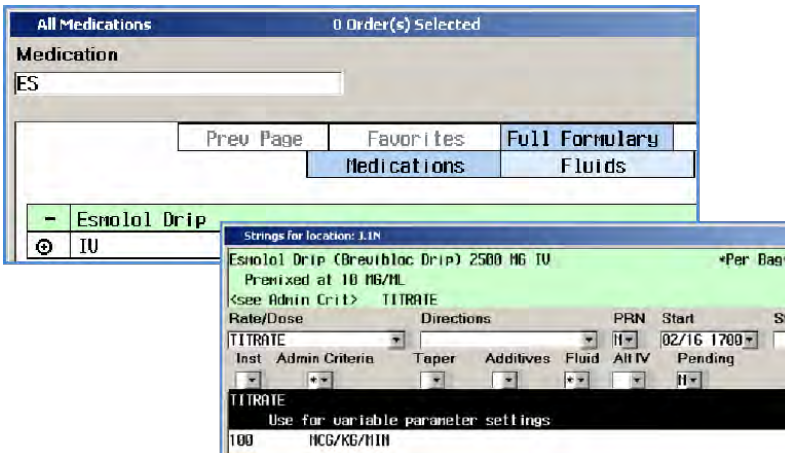 All Medications 0 Order(s) Selected
Medication
ES
Prev Page Favorites Full Formulary
Medications Fluids
- Esmolol Drip
IV
Strings for location: J.1N
Esmolol Drip (Brevibloc Drip) 2500 MG IV *Per Bag*
Premixed at 10 MG/ML
<see Admin Crit> TITRATE
Rate/Dose Directions PRN Start S
TITRATE N 02/16 1700
Inst Admin Criteria Taper Additives Fluid Alt IV Pending
* * N
TITRATE
Use for variable parameter settings
100 MCG/KG/MIN